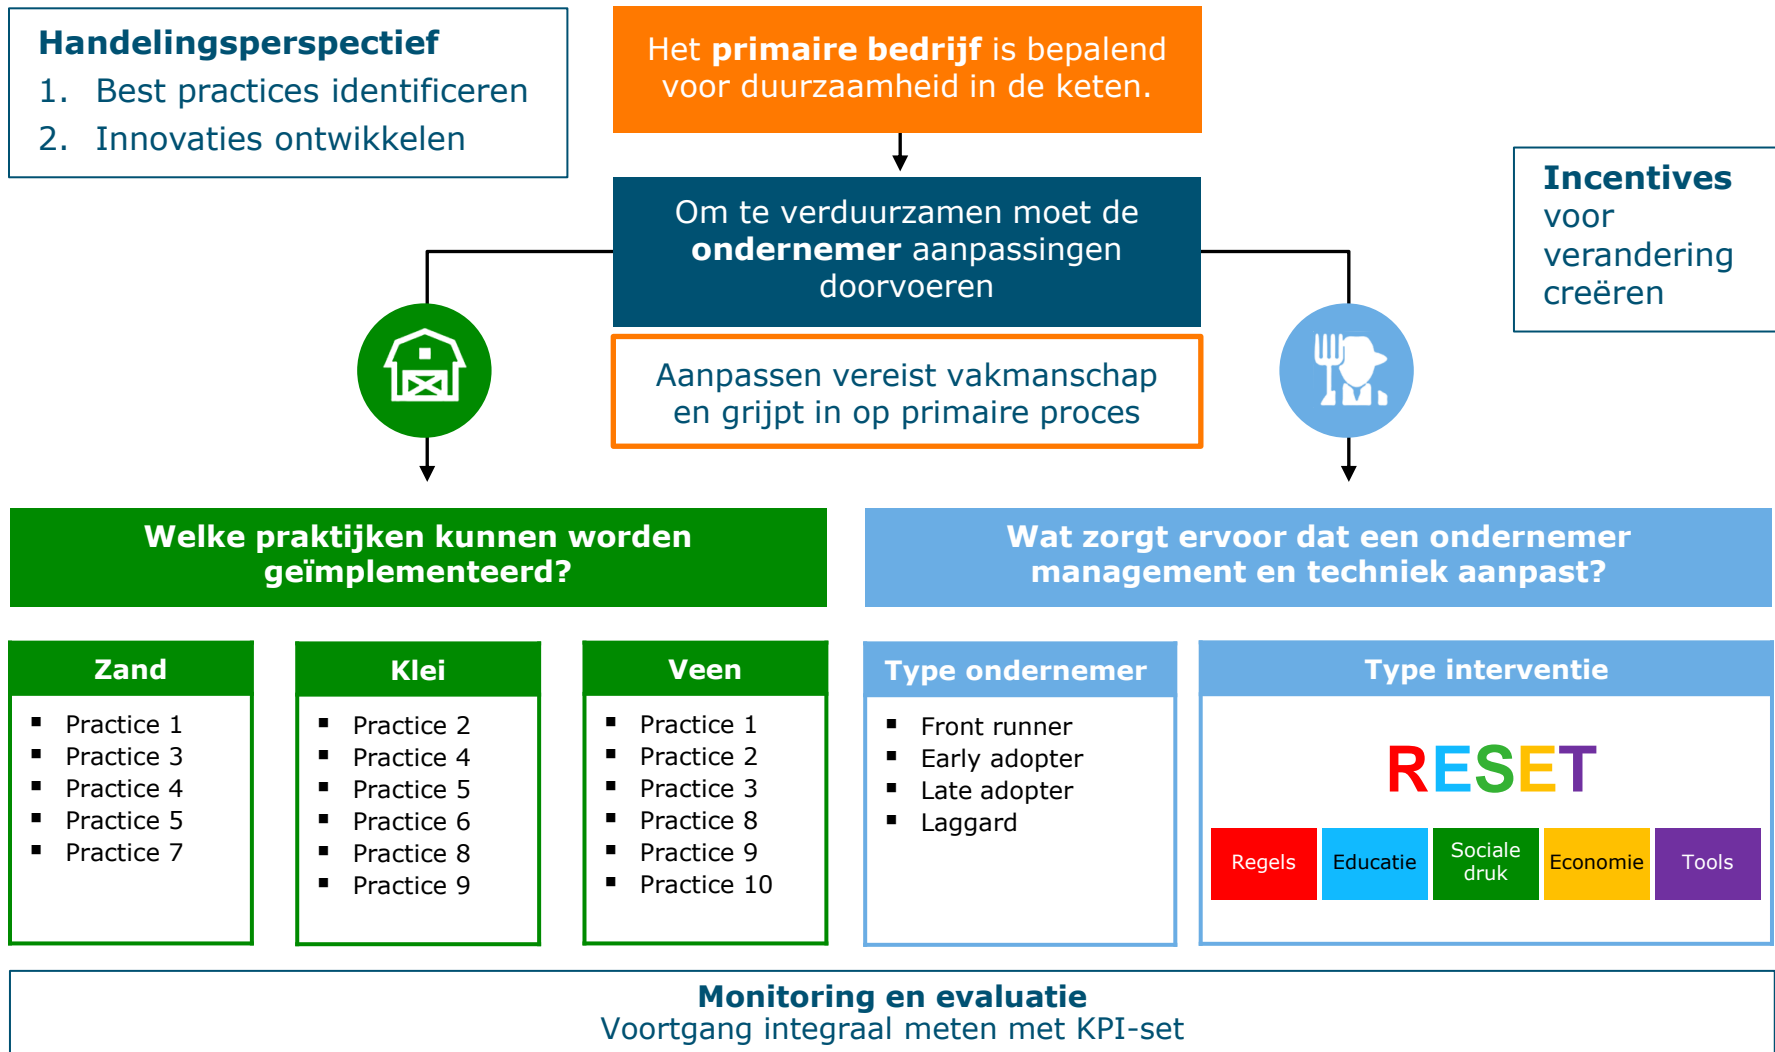 Handelingsperspectief
1. Best practices identificeren
2. Innovaties ontwikkelen
Het primaire bedrijf is bepalend
voor duurzaamheid in de keten.
Om te verduurzamen moet de
ondernemer aanpassingen
doorvoeren
Incentives
voor
verandering
creëren
Aanpassen vereist vakmanschap
en grijpt in op primaire proces
Welke praktijken kunnen worden
geïmplementeerd?
Wat zorgt ervoor dat een ondernemer
management en techniek aanpast?
Zand
▪ Practice 1
▪ Practice 3
▪ Practice 4
▪ Practice 5
▪ Practice 7
Klei
▪ Practice 2
▪ Practice 4
▪ Practice 5
▪ Practice 6
▪ Practice 8
▪ Practice 9
Veen
▪ Practice 1
▪ Practice 2
▪ Practice 3
▪ Practice 8
▪ Practice 9
▪ Practice 10
Type ondernemer
▪ Front runner
▪ Early adopter
▪ Late adopter
▪ Laggard
Type interventie
RESET
Regels
Educatie
Sociale
druk
Economie
Tools
Monitoring en evaluatie
Voortgang integraal meten met KPI-set